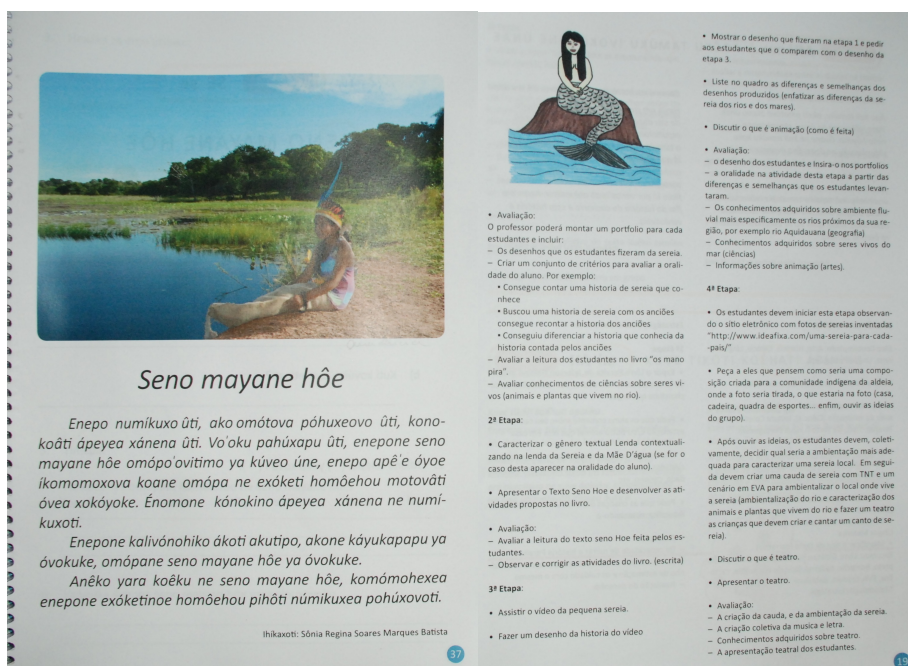 Seno mayane hôe
Enepo numíkuxo ûti, ako omótova póhuxeovo ûti, kono-
koâti ápeyea xánena ûti. Vo'oku pahúxapu ûti, enepone seno
mayane hôe omópo'ovitimo ya kúveo úne, enepo apê'e óyoe
íkomomoxova koane omópa ne exóketi homôehou motovâti
óvea xokóyoke. Énomone kónokino ápeyea xánena ne numí-
kuxoti.
Enepone kalivónohiko ákoti akutipo, akone káyukapapu ya
óvokuke, omópane seno mayane hôe ya óvokuke.
Anêko yara koêku ne seno mayane hôe, komómohexea
enepone exóketinoe homôehou pihôti númikuxea pohúxovoti.
Ihíkaxoti: Sônia Regina Soares Marques Batista
37
• Avaliação:
O professor poderá montar um portfolio para cada
estudantes e incluir:
– Os desenhos que os estudantes fizeram da sereia.
– Criar um conjunto de critérios para avaliar a orali-
dade do aluno. Por exemplo:
• Consegue contar uma historia de sereia que co-
nhece
• Buscou uma historia de sereia com os anciões
consegue recontar a historia dos anciões
• Conseguiu diferenciar a historia que conhecia da
historia contada pelos anciões
– Avaliar a leitura dos estudantes no livro "os mano
pira".
– Avaliar conhecimentos de ciências sobre seres vi-
vos (animais e plantas que vivem no rio).
2ª Etapa:
• Caracterizar o gênero textual Lenda contextuali-
zando na lenda da Sereia e da Mãe D'água (se for o
caso desta aparecer na oralidade do aluno).
• Apresentar o Texto Seno Hoe e desenvolver as ati-
vidades propostas no livro.
• Avaliação:
– Avaliar a leitura do texto seno Hoe feita pelos es-
tudantes.
– Observar e corrigir as atividades do livro. (escrita)
3ª Etapa:
• Assistir o vídeo da pequena sereia.
• Fazer um desenho da historia do vídeo
• Mostrar o desenho que fizeram na etapa 1 e pedir
aos estudantes que o comparem com o desenho da
etapa 3.
• Liste no quadro as diferenças e semelhanças dos
desenhos produzidos (enfatizar as diferenças da se-
reia dos rios e dos mares).
• Discutir o que é animação (como é feita)
• Avaliação:
– o desenho dos estudantes e Insira-o nos portfolios
– a oralidade na atividade desta etapa a partir das
diferenças e semelhanças que os estudantes levan-
taram.
– Os conhecimentos adquiridos sobre ambiente flu-
vial mais especificamente os rios próximos da sua re-
gião, por exemplo rio Aquidauana (geografia)
– Conhecimentos adquiridos sobre seres vivos do
mar (ciências)
– Informações sobre animação (artes).
4ª Etapa:
• Os estudantes devem iniciar esta etapa observan-
do o sítio eletrônico com fotos de sereias inventadas
"http://www.ideafixa.com/uma-sereia-para-cada-
-pais/"
• Peça a eles que pensem como seria uma compo-
sição criada para a comunidade indígena da aldeia,
onde a foto seria tirada, o que estaria na foto (casa,
cadeira, quadra de esportes... enfim, ouvir as ideias
do grupo).
• Após ouvir as ideias, os estudantes devem, coleti-
vamente, decidir qual seria a ambientação mais ade-
quada para caracterizar uma sereia local. Em segui-
da devem criar uma cauda de sereia com TNT e um
cenário em EVA para ambientalizar o local onde vive
a sereia (ambientalização do rio e caracterização dos
animais e plantas que vivem do rio e fazer um teatro
as crianças que devem criar e cantar um canto de se-
reia).
• Discutir o que é teatro.
• Apresentar o teatro.
• Avaliação:
– A criação da cauda, e da ambientação da sereia.
– A criação coletiva da musica e letra.
– Conhecimentos adquiridos sobre teatro.
– A apresentação teatral dos estudantes.
19